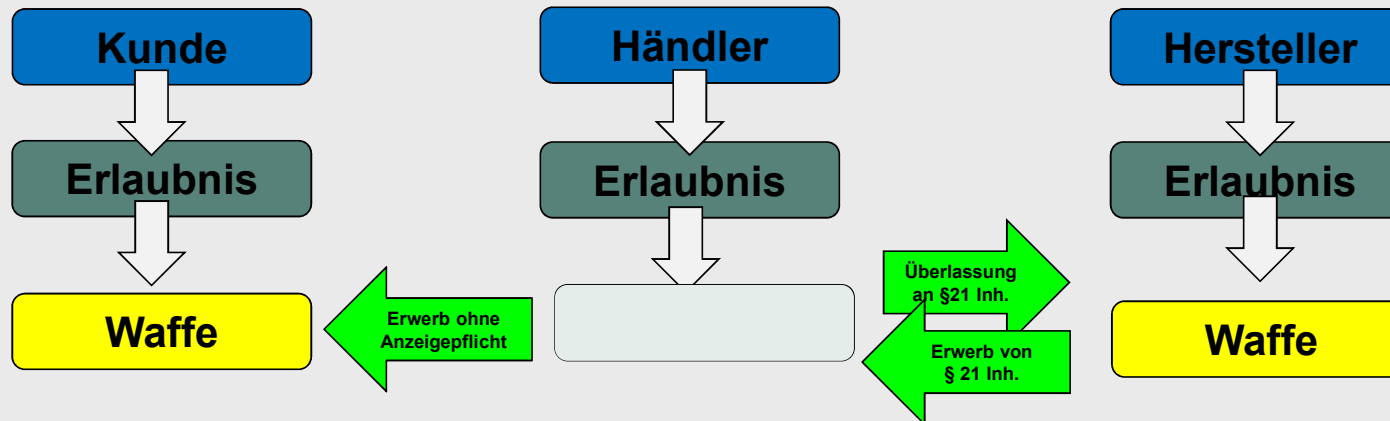 Kunde
Händler
Hersteller
Erlaubnis
Erlaubnis
Erlaubnis
Überlassung
an §21 Inh.
Waffe
Erwerb ohne
Anzeigepflicht
Erwerb von
§ 21 Inh.
Waffe